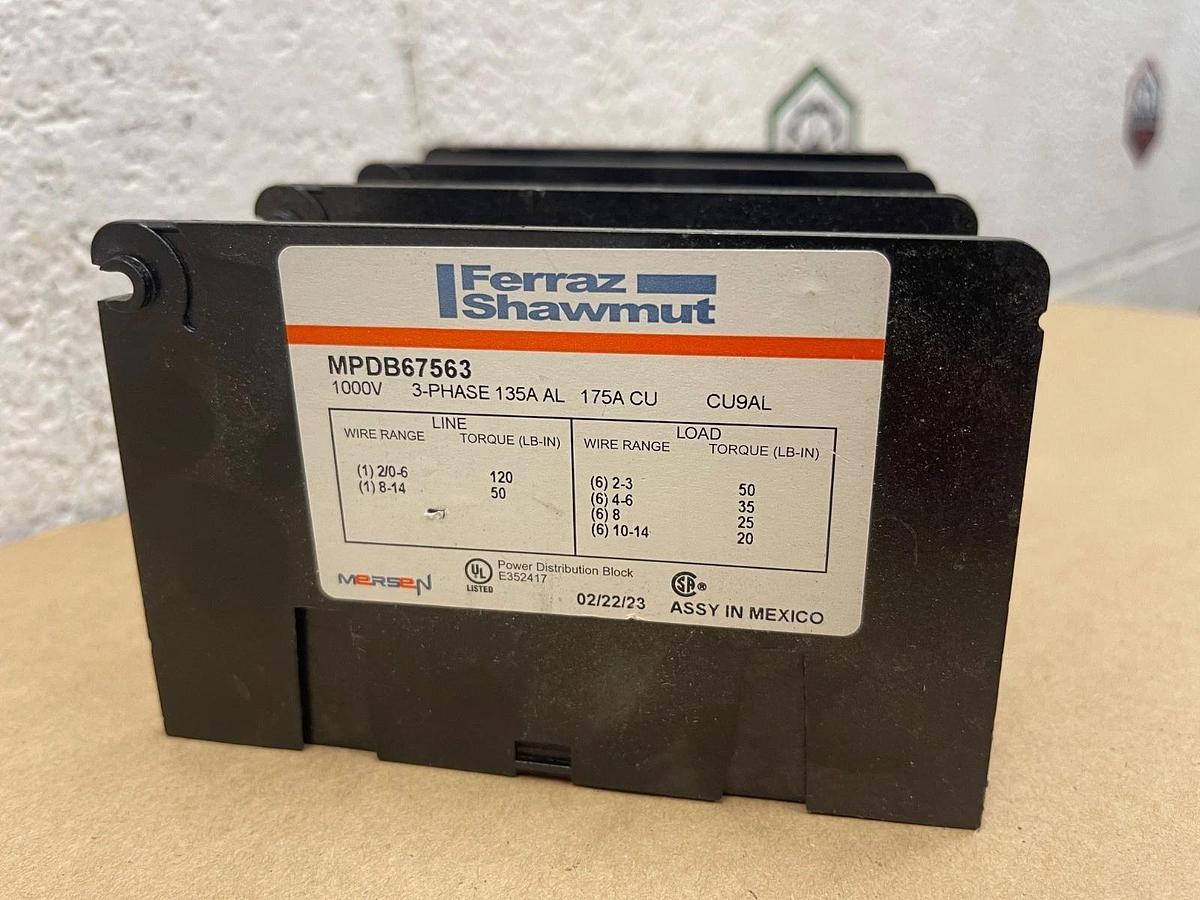 Ferraz
Shawmut
MPDB67563
1000V 3-PHASE 135A AL 175A CU CU9AL
LINE
WIRE RANGE TORQUE (LB-IN)
(1) 2/0-6 120
(1) 8-14 50
LOAD
WIRE RANGE TORQUE (LB-IN)
(6) 2-3 50
(6) 4-6 35
(6) 8 25
(6) 10-14 20
MERSEN
UL
LISTED
Power Distribution Block
E352417
02/22/23
SA ®
ASSY IN MEXICO